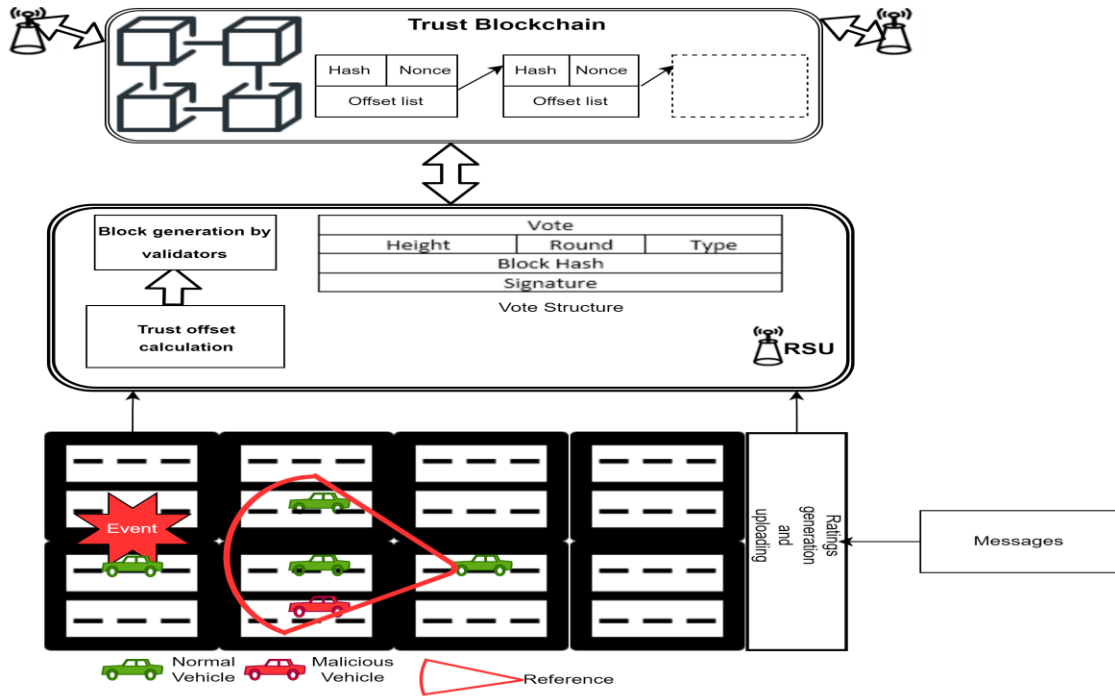 Trust Blockchain
Hash Nonce
Offset list
Hash Nonce
Offset list
Block generation by
validators
Trust offset
calculation
Vote
Height Round Type
Block Hash
Signature
Vote Structure
RSU
Event
Ratings
generation
and
uploading
Messages
Normal
Vehicle
Malicious
Vehicle
Reference